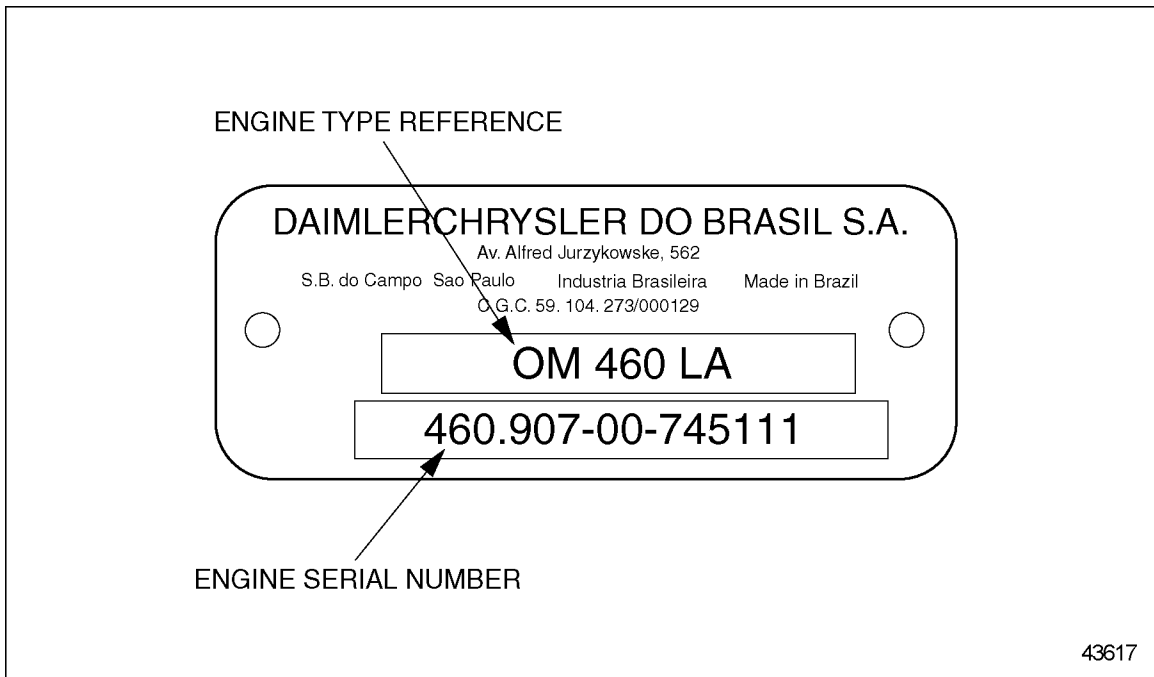 ENGINE TYPE REFERENCE
DAIMLERCHRYSLER DO BRASIL S.A.
Av. Alfred Jurzykowske, 562
S.B. do Campo Sao Paulo Industria Brasileira Made in Brazil
C.G.C. 59. 104. 273/000129
OM 460 LA
460.907-00-745111
ENGINE SERIAL NUMBER
43617